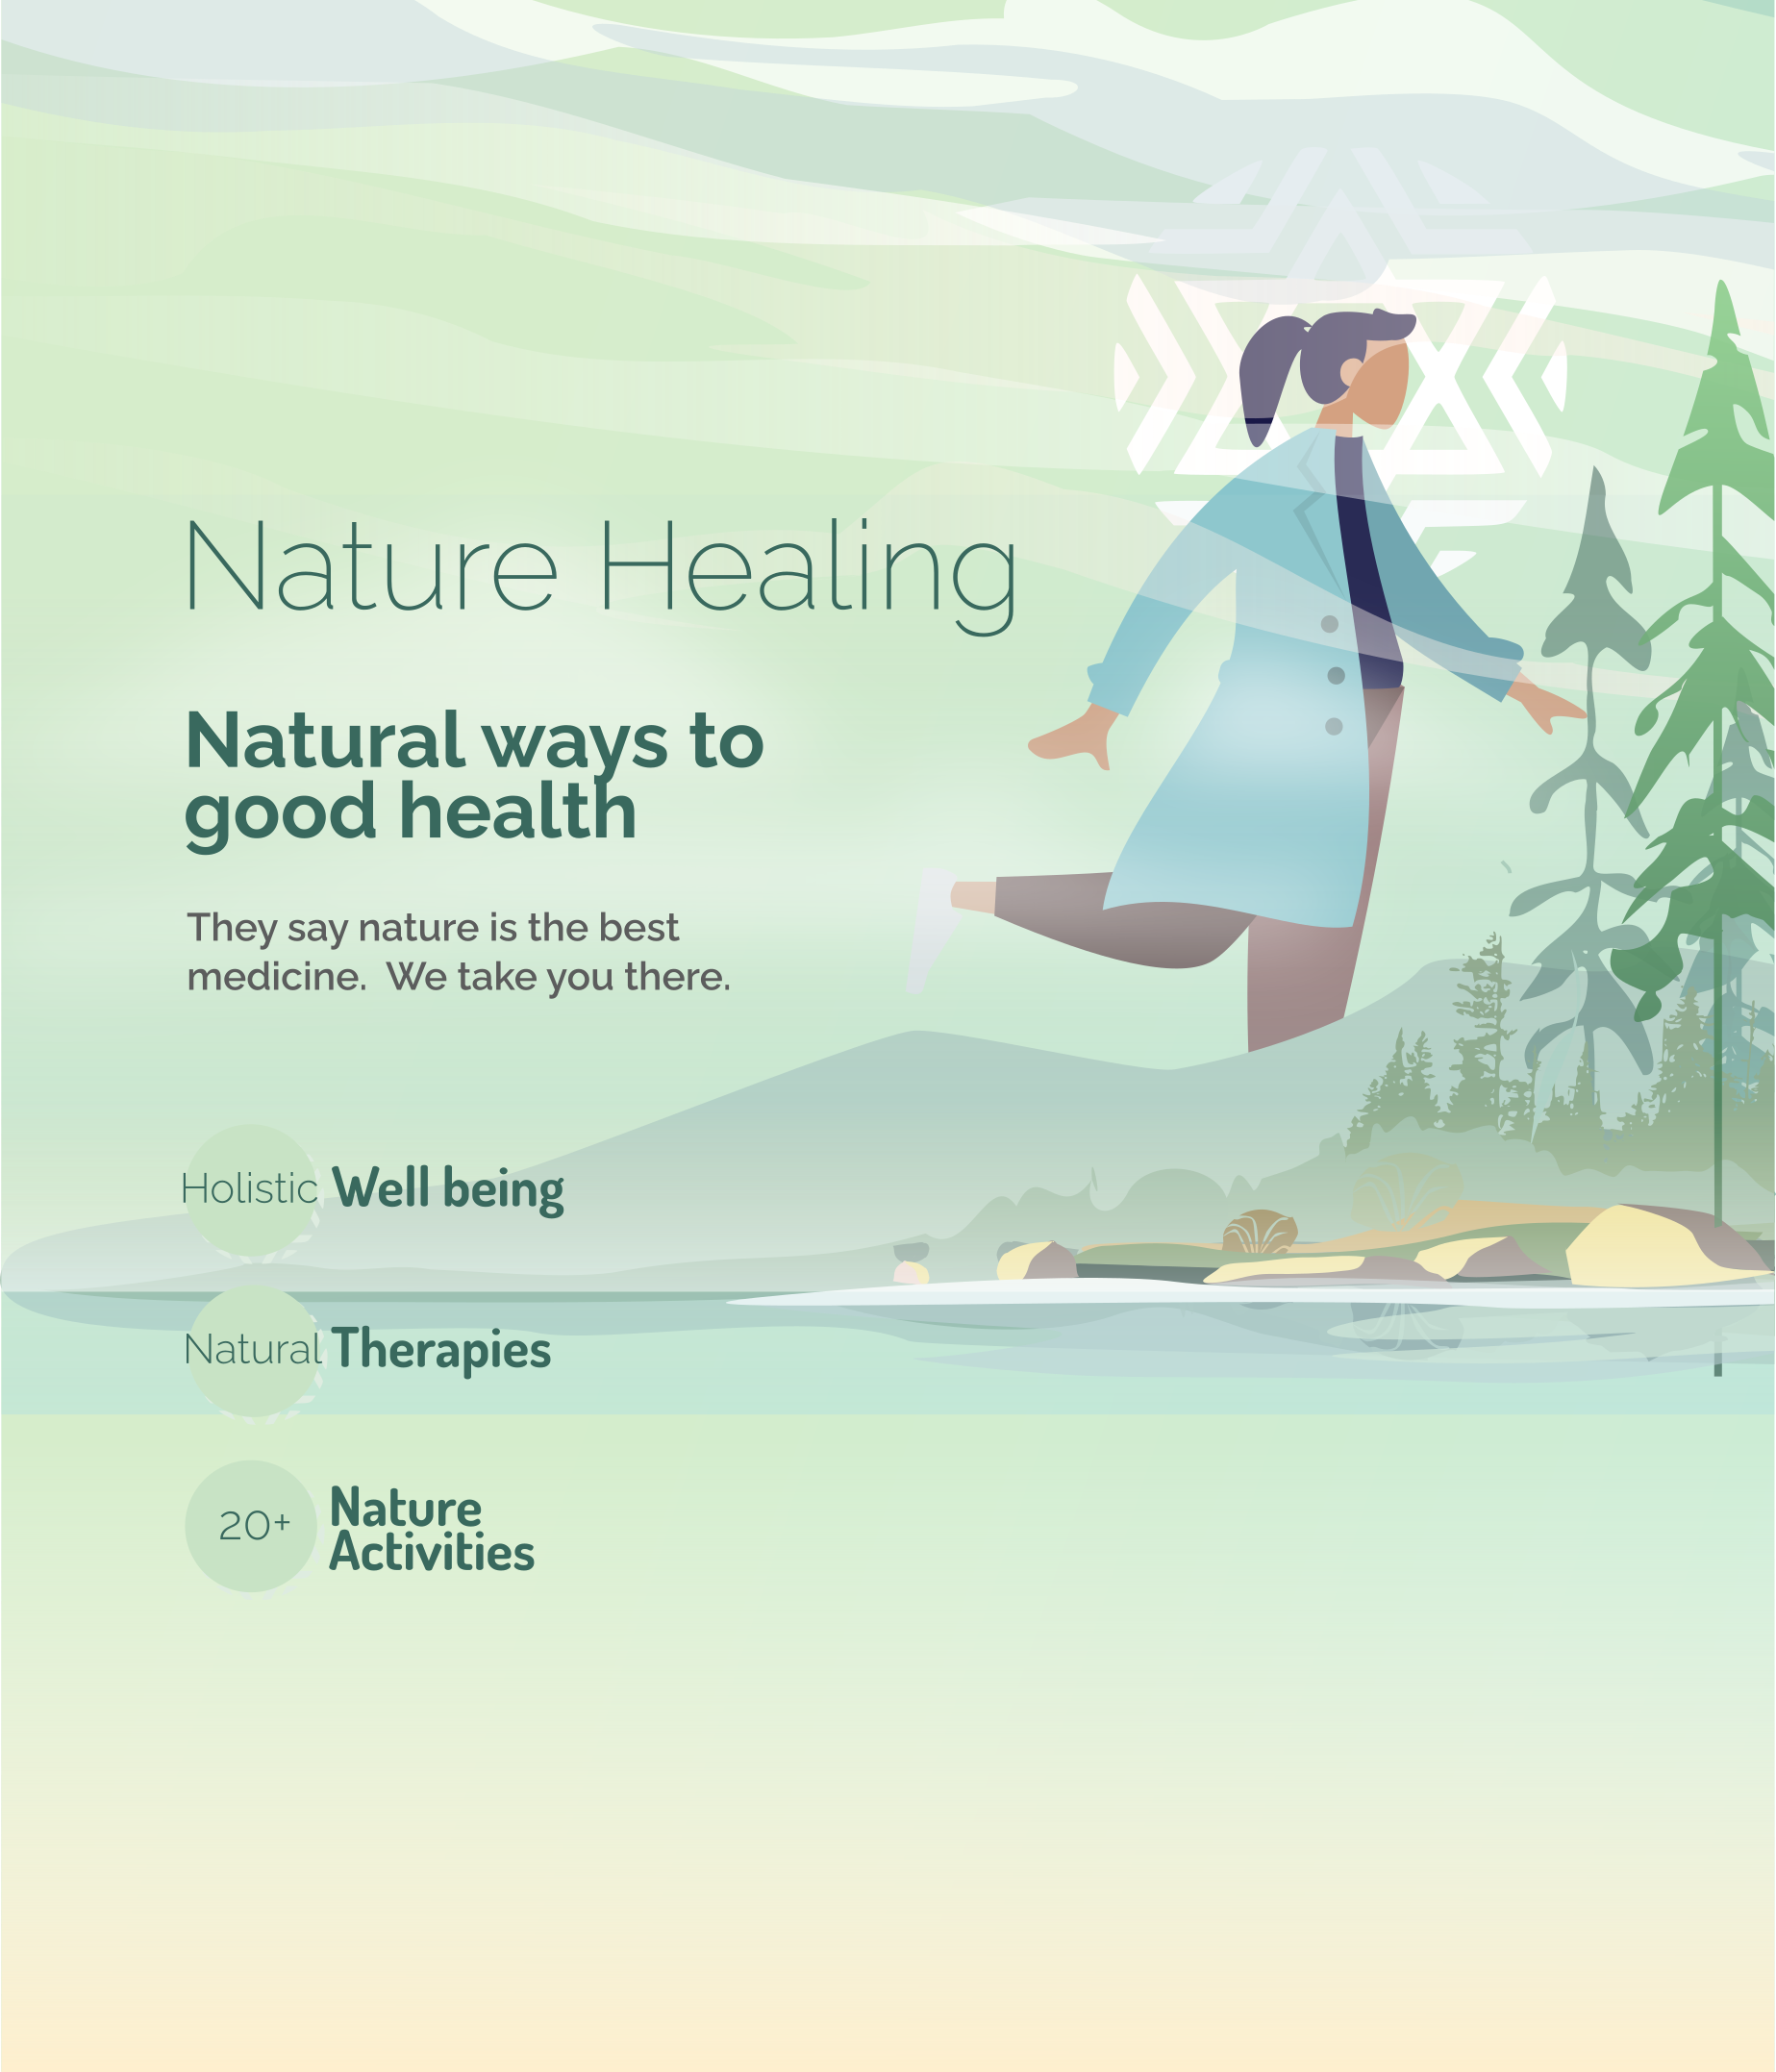 Nature Healing
Natural ways to
good health
They say nature is the best
medicine.  We take you there.
Holistic Well being
Natural Therapies
20+ Nature
Activities